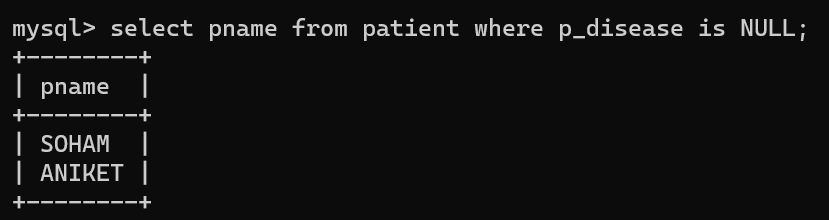 mysql> select pname from patient where p_disease is NULL;
+--------+
| pname  |
+--------+
| SOHAM  |
| ANIKET |
+--------+